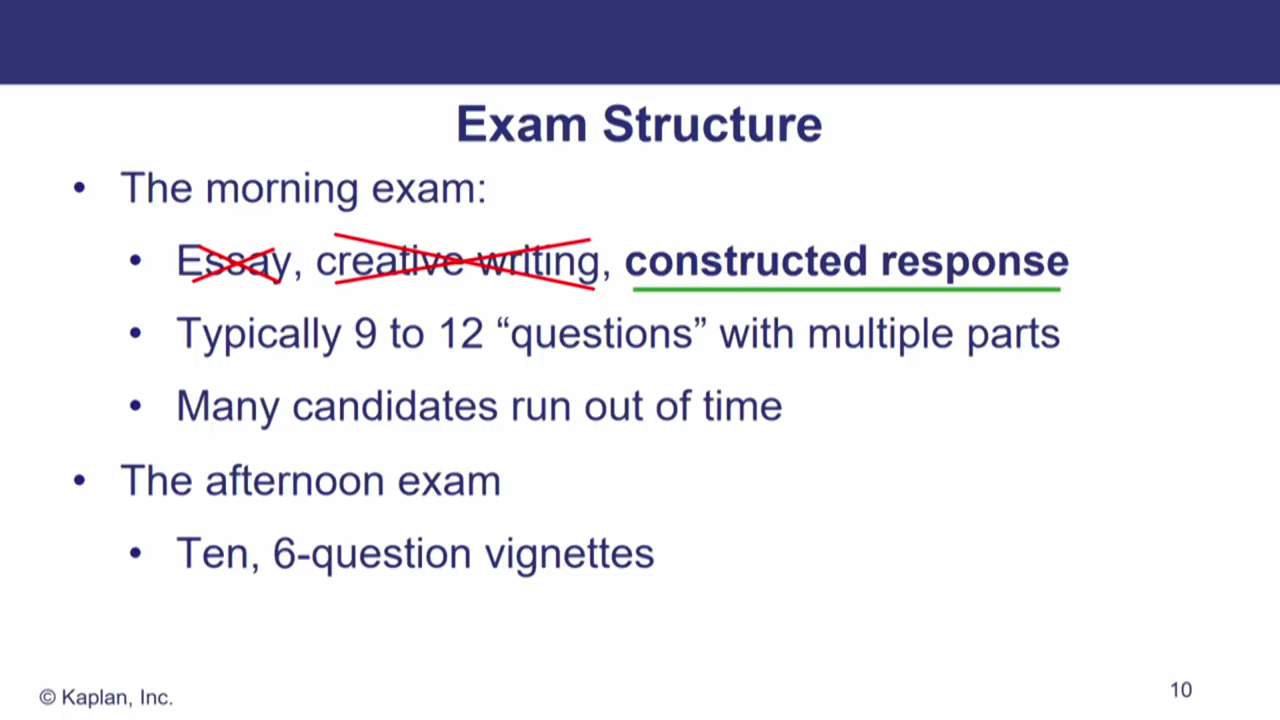 Exam Structure
• The morning exam:
• Essay, creative writing, constructed response
• Typically 9 to 12 “questions” with multiple parts
• Many candidates run out of time
• The afternoon exam
• Ten, 6-question vignettes
© Kaplan, Inc.
10